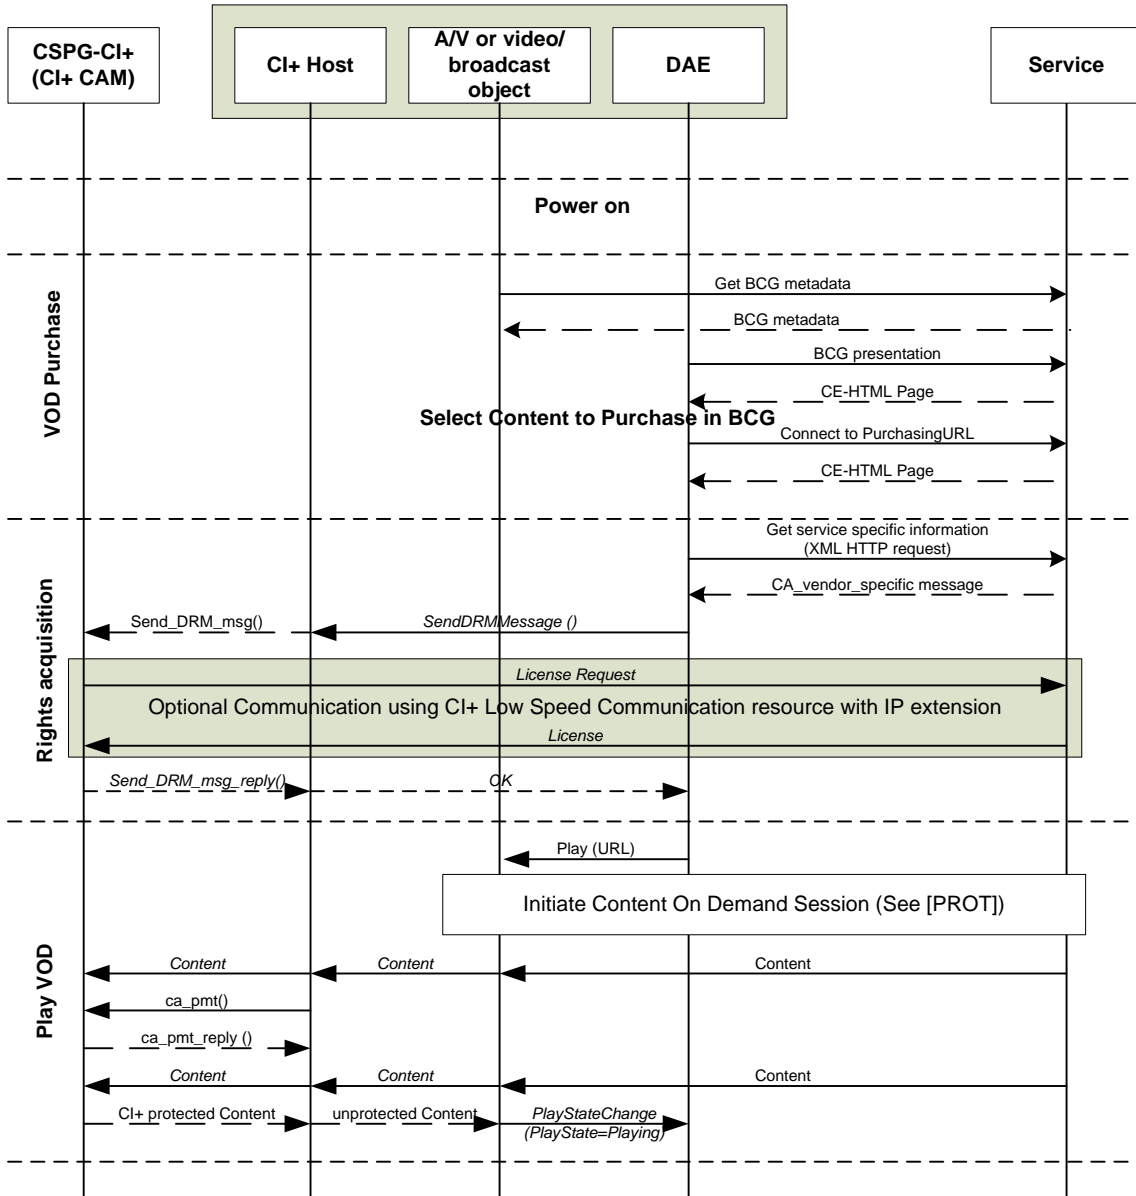 CSPG-CI+
(CI+ CAM)
CI+ Host
A/V or video/
broadcast
object
DAE
Service
Power on
VOD Purchase
Get BCG metadata
BCG metadata
BCG presentation
CE-HTML Page
Select Content to Purchase in BCG
Connect to PurchasingURL
CE-HTML Page
Rights acquisition
Get service specific information
(XML HTTP request)
CA_vendor_specific message
Send_DRM_msg()
SendDRMMessage ()
License Request
Optional Communication using CI+ Low Speed Communication resource with IP extension
License
Send_DRM_msg_reply()
OK
Play VOD
Play (URL)
Initiate Content On Demand Session (See [PROT])
Content
Content
Content
ca_pmt()
ca_pmt_reply ()
Content
Content
Content
CI+ protected Content
unprotected Content
PlayStateChange
(PlayState=Playing)